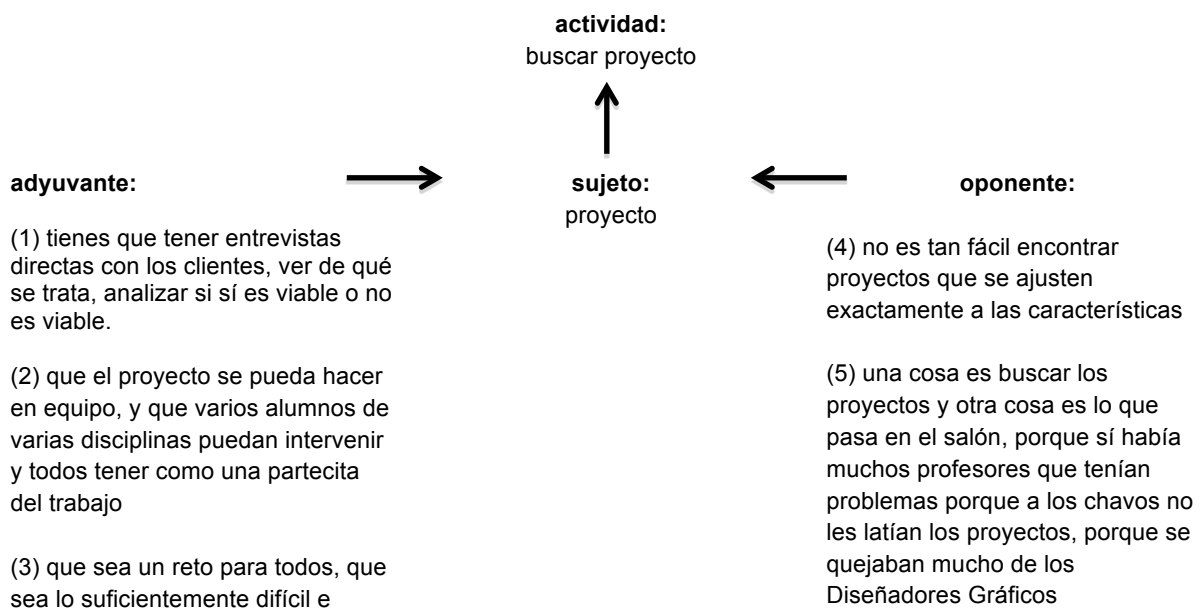 actividad:
buscar proyecto
adyuvante:
sujeto:
proyecto
oponente:
(1) tienes que tener entrevistas
directas con los clientes, ver de qué
se trata, analizar si sí es viable o no
es viable.
(2) que el proyecto se pueda hacer
en equipo, y que varios alumnos de
varias disciplinas puedan intervenir
y todos tener como una partecita
del trabajo
(3) que sea un reto para todos, que
sea lo suficientemente difícil e
(4) no es tan fácil encontrar
proyectos que se ajusten
exactamente a las características
(5) una cosa es buscar los
proyectos y otra cosa es lo que
pasa en el salón, porque sí había
muchos profesores que tenían
problemas porque a los chavos no
les latían los proyectos, porque se
quejaban mucho de los
Diseñadores Gráficos